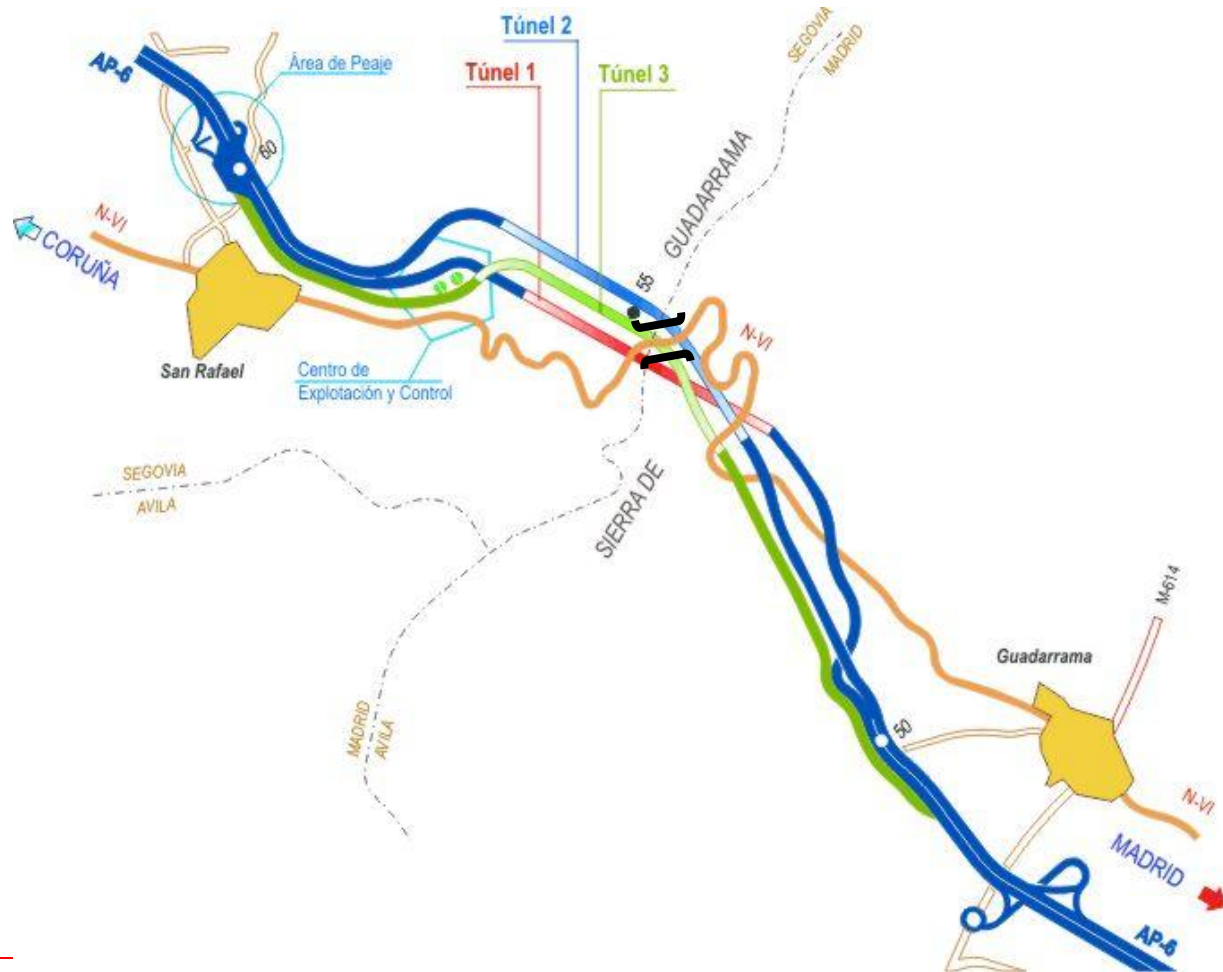 AP-6
Área de Peaje
60
Túnel 2
Túnel 1
Túnel 3
SEGOVIA
MADRID
GUADARRAMA
55
N-VI
CORUÑA
San Rafael
Centro de
Explotación y Control
N-VI
SEGOVIA
AVILA
SIERRA DE
MADRID
AVILA
M-614
Guadarrama
50
N-VI
MADRID
AP-6